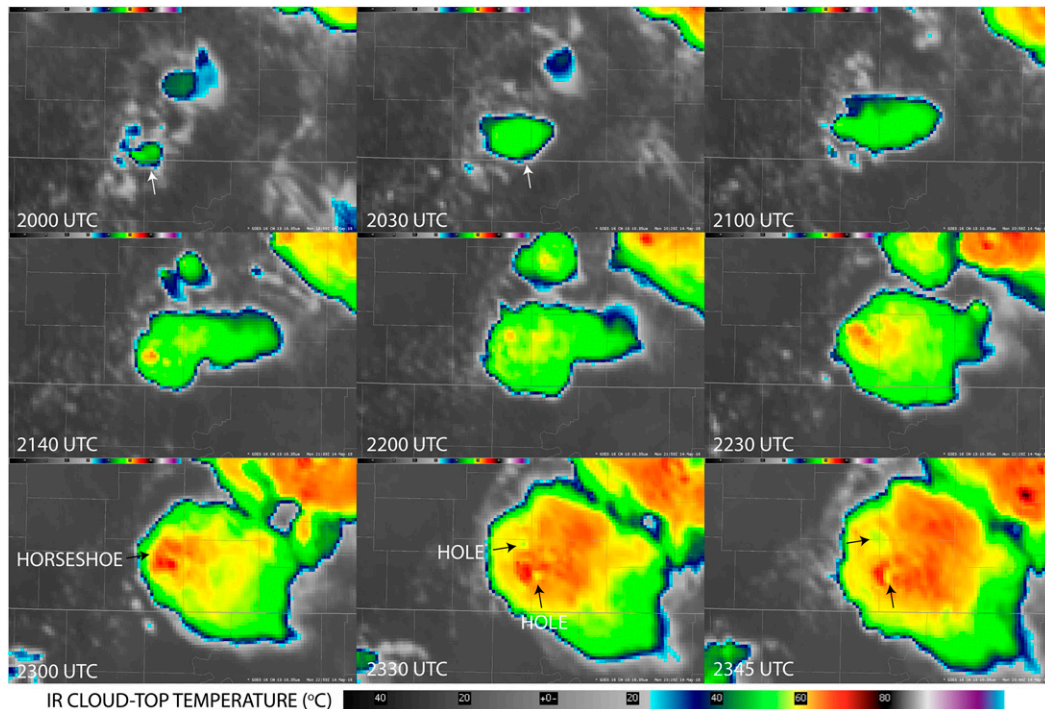 2000 UTC
2030 UTC
2100 UTC
2140 UTC
2200 UTC
2230 UTC
HORSESHOE
2300 UTC
HOLE
HOLE
2330 UTC
2345 UTC
IR CLOUD-TOP TEMPERATURE (ºC) 40 20 +0- 20 40 60 80